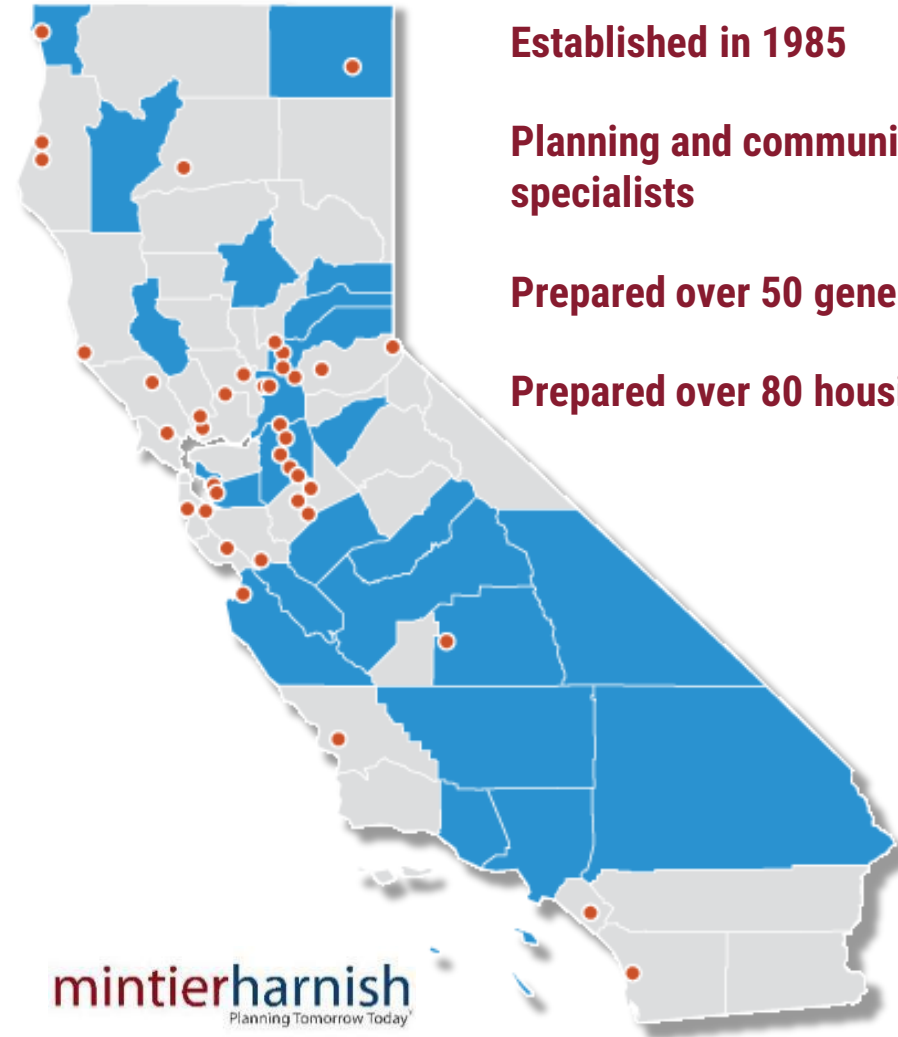 Established in 1985
Planning and communi
specialists
Prepared over 50 gene
Prepared over 80 housi
mintierharnish
Planning Tomorrow Today